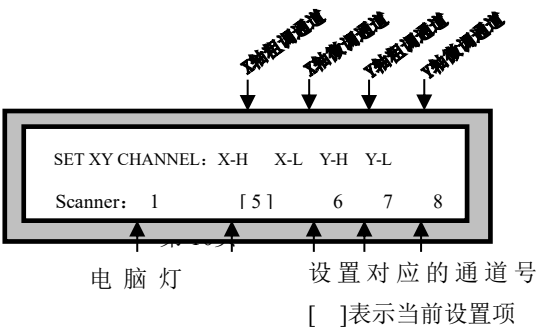 X轴粗调通道 X轴微调通道 Y轴粗调通道 Y轴微调通道
SET XY CHANNEL: X-H X-L Y-H Y-L
Scanner: 1 [ 5 ] 6 7 8
电 脑 灯
设 置 对 应 的 通 道 号
[ ]表示当前设置项